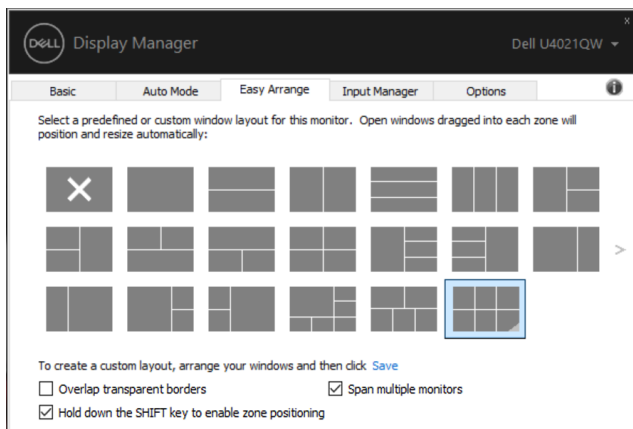 x
DELL Display Manager Dell U4021QW
Basic Auto Mode Easy Arrange Input Manager Options i
Select a predefined or custom window layout for this monitor. Open windows dragged into each zone will
position and resize automatically:
>
To create a custom layout, arrange your windows and then click Save
Overlap transparent borders Span multiple monitors
Hold down the SHIFT key to enable zone positioning